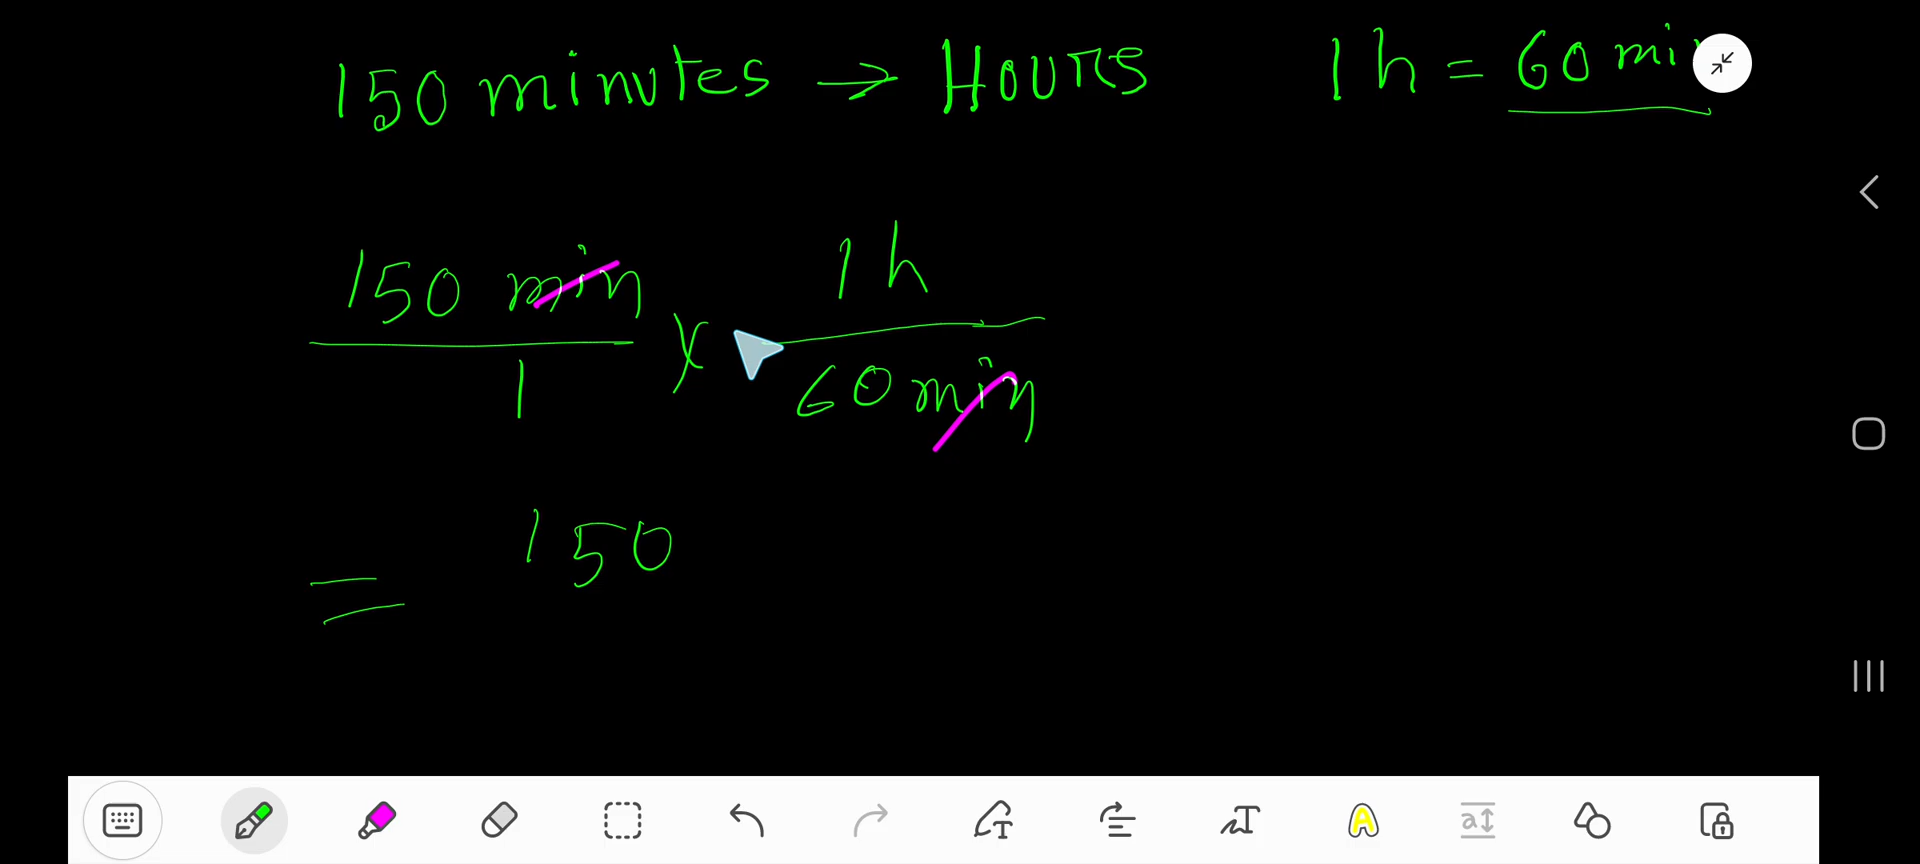 150 minutes → Hours
1 h = 60 mi
150 min
1
x
1 h
60 min
= 150